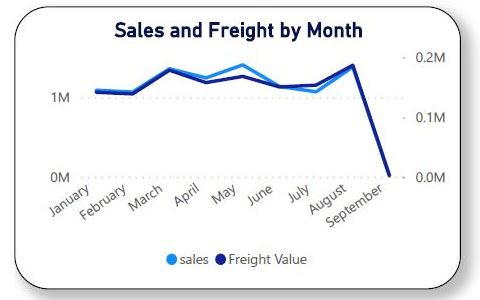 Sales and Freight by Month
0.2M
1M
0.1M
0M
0.0M
January
February
March
April
May
June
July
August
September
sales
Freight Value